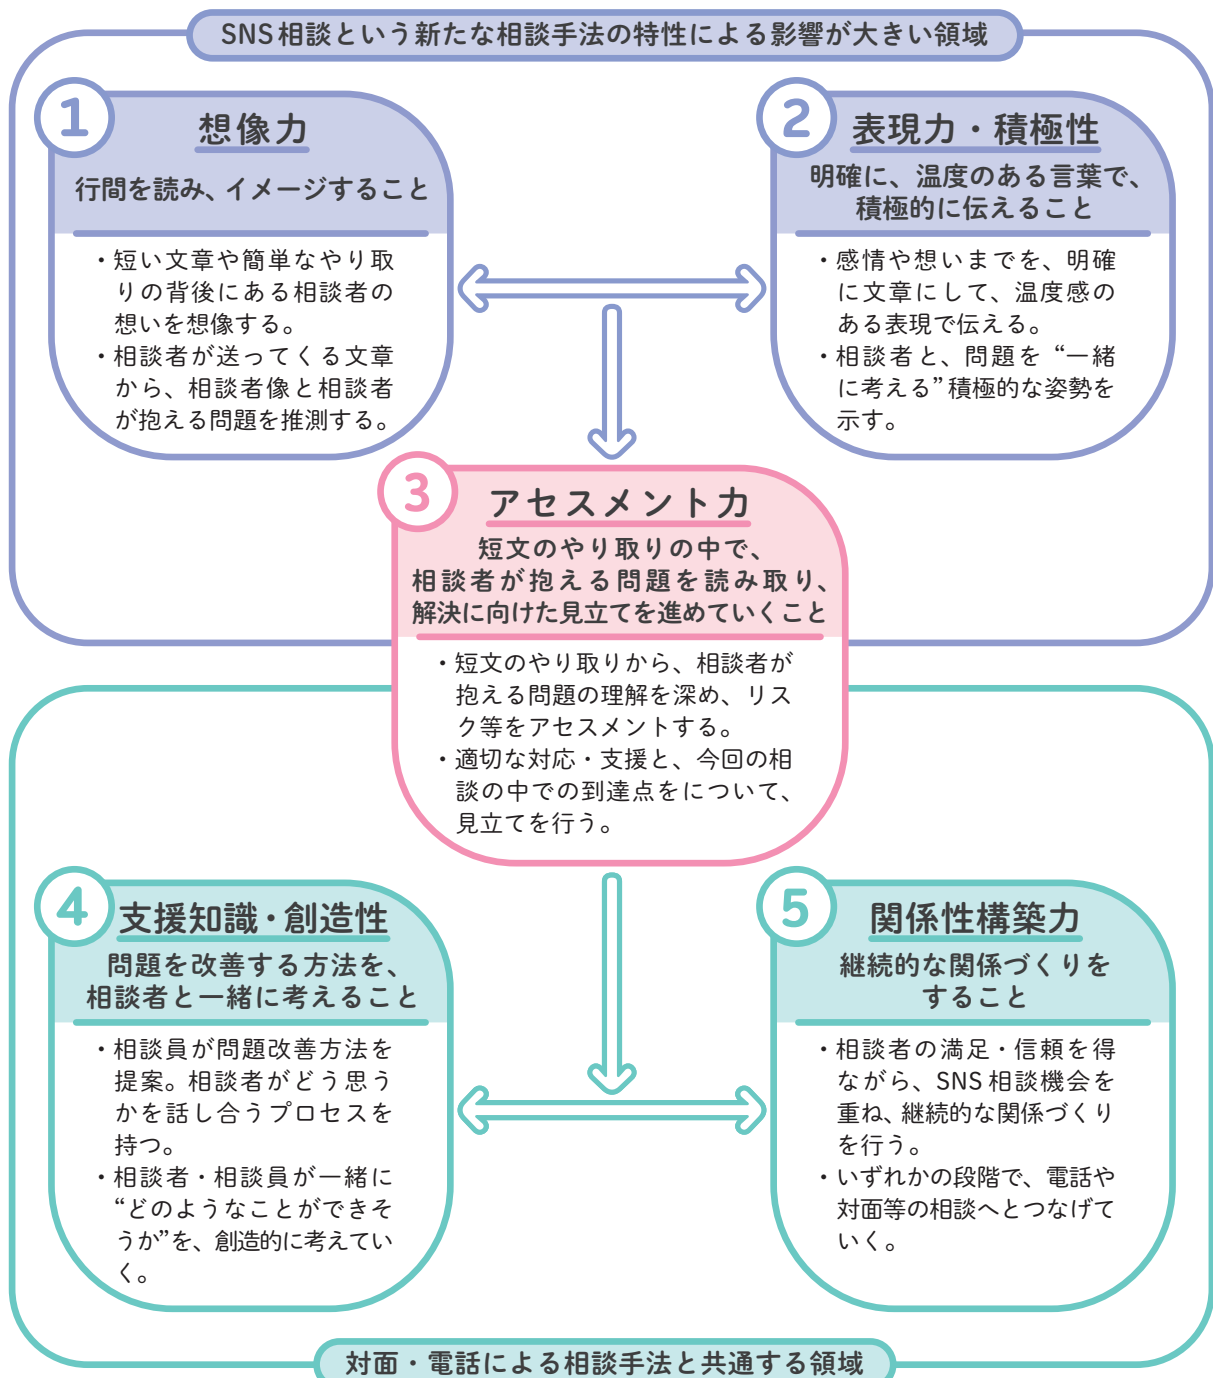 SNS相談という新たな相談手法の特性による影響が大きい領域
1
想像力
行間を読み、イメージすること
・短い文章や簡単なやり取
りの背後にある相談者の
想いを想像する。
・相談者が送ってくる文章
から、相談者像と相談者
が抱える問題を推測する。
2
表現力・積極性
明確に、温度のある言葉で、
積極的に伝えること
・感情や想いまでを、明確
に文章にして、温度感の
ある表現で伝える。
・相談者と、問題を“一緒
に考える”積極的な姿勢を
示す。
3
アセスメント力
短文のやり取りの中で、
相談者が抱える問題を読み取り、
解決に向けた見立てを進めていくこと
・短文のやり取りから、相談者が
抱える問題の理解を深め、リス
ク等をアセスメントする。
・適切な対応・支援と、今回の相
談の中での到達点をについて、
見立てを行う。
4
支援知識・創造性
問題を改善する方法を、
相談者と一緒に考えること
・相談員が問題改善方法を
提案。相談者がどう思う
かを話し合うプロセスを
持つ。
・相談者・相談員が一緒に
“どのようなことができそ
うか”を、創造的に考えてい
く。
5
関係性構築力
継続的な関係づくりを
すること
・相談者の満足・信頼を得
ながら、SNS相談機会を
重ね、継続的な関係づくり
を行う。
・いずれかの段階で、電話や
対面等の相談へとつなげて
いく。
対面・電話による相談手法と共通する領域